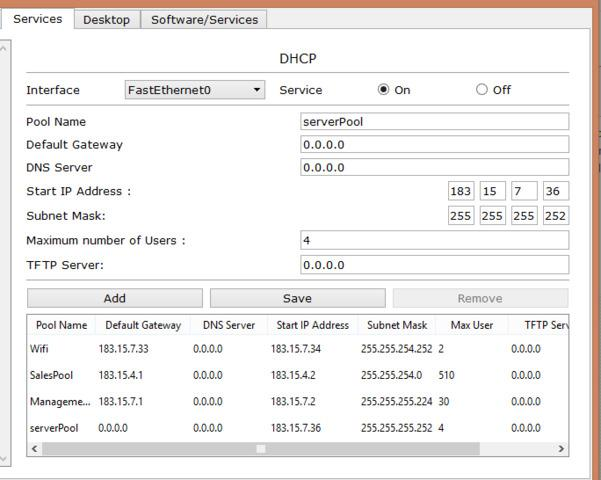 Services Desktop Software/Services
DHCP
Interface FastEthernet0 Service On Off
Pool Name serverPool
Default Gateway 0.0.0.0
DNS Server 0.0.0.0
Start IP Address : 183 15 7 36
Subnet Mask: 255 255 255 252
Maximum number of Users : 4
TFTP Server: 0.0.0.0
Add Save Remove
Pool Name Default Gateway DNS Server Start IP Address Subnet Mask Max User TFTP Serv
Wifi 183.15.7.33 0.0.0.0 183.15.7.34 255.255.254.252 2 0.0.0.0
SalesPool 183.15.4.1 0.0.0.0 183.15.4.2 255.255.254.0 510 0.0.0.0
Manageme... 183.15.7.1 0.0.0.0 183.15.7.2 255.255.255.224 30 0.0.0.0
serverPool 0.0.0.0 0.0.0.0 183.15.7.36 255.255.255.252 4 0.0.0.0